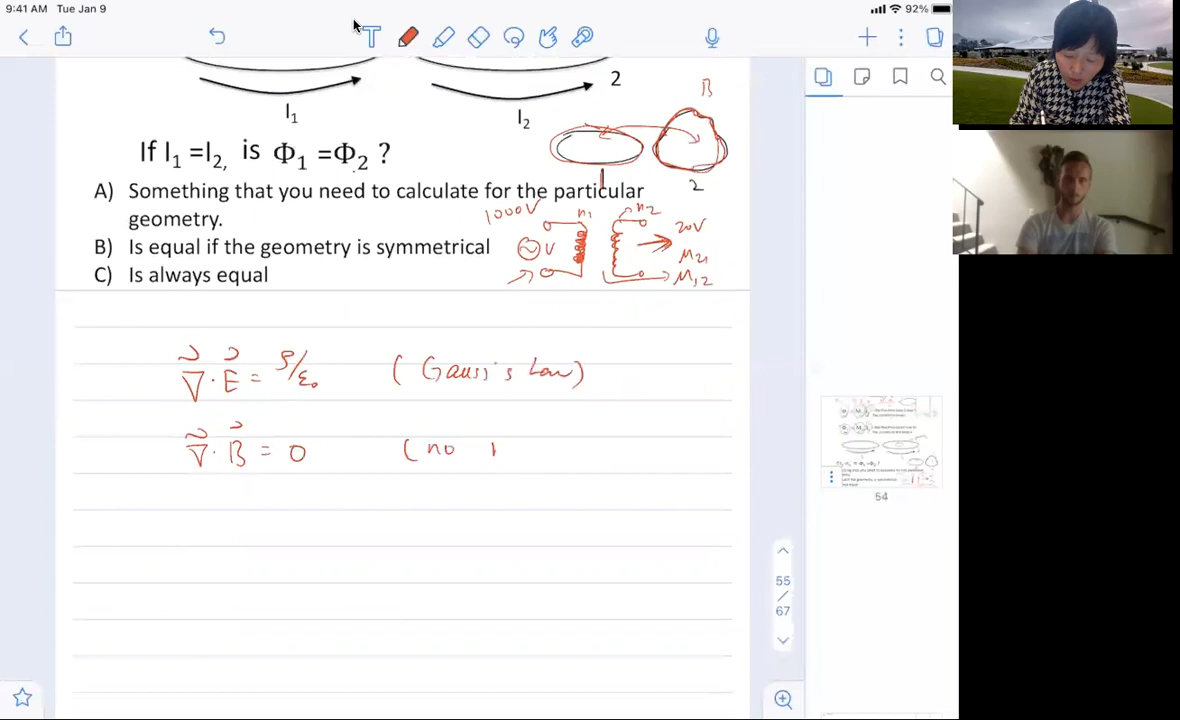 9:41 AM Tue Jan 9
92%
T
2
I₁
I₂
B
If I₁ =I₂, is Φ₁ =Φ₂ ?
1
2
A) Something that you need to calculate for the particular
geometry.
1000V
n₁
n₂
20V
B) Is equal if the geometry is symmetrical
V
M₂₁
C) Is always equal
M₁₂
∇⃗ · E⃗ = ρ/ε₀ ( Gauss's Law)
∇⃗ · B⃗ = 0 ( no
54
55
/
67